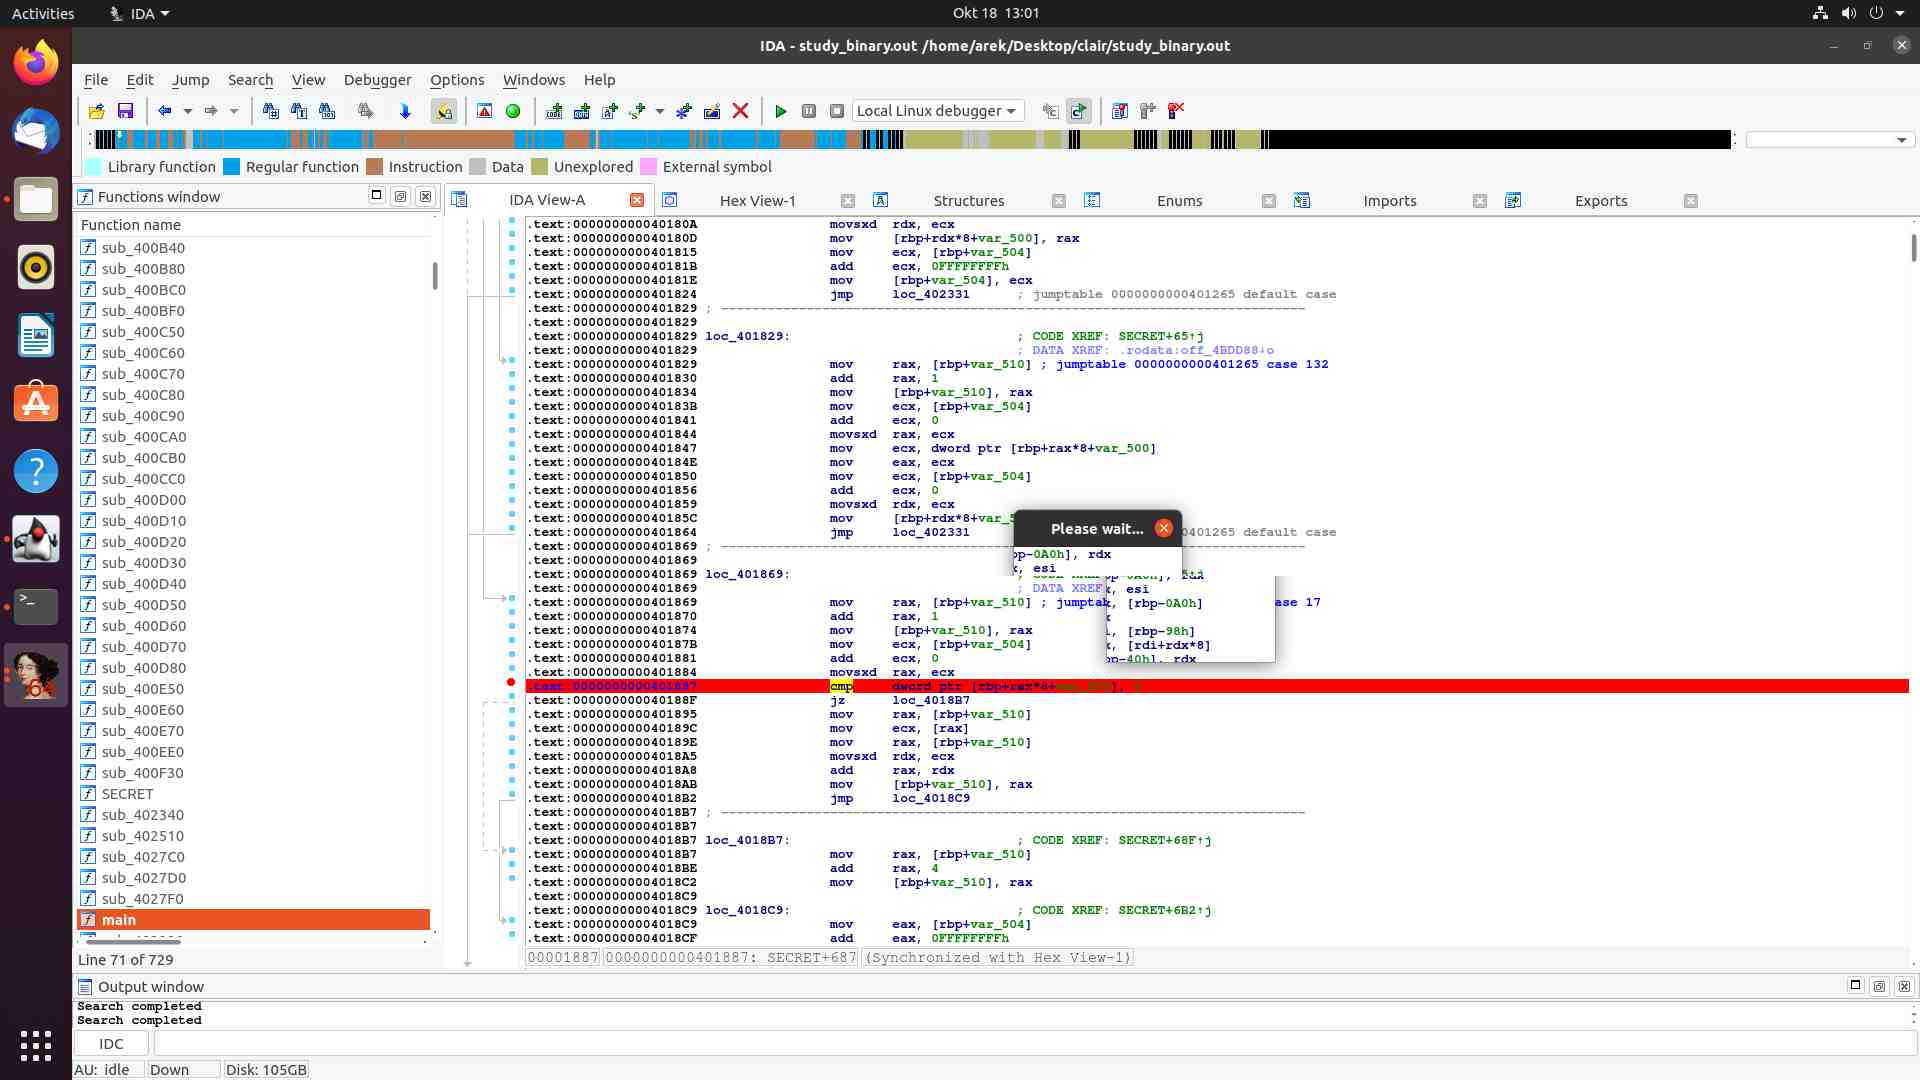 Activities
IDA
Okt 18 13:01
IDA - study_binary.out /home/arek/Desktop/clair/study_binary.out
File Edit Jump Search View Debugger Options Windows Help
Local Linux debugger
Library function Regular function Instruction Data Unexplored External symbol
Functions window
Function name
sub_400B40
sub_400B80
sub_400BC0
sub_400BF0
sub_400C50
sub_400C60
sub_400C70
sub_400C80
sub_400C90
sub_400CA0
sub_400CB0
sub_400CC0
sub_400D00
sub_400D10
sub_400D20
sub_400D30
sub_400D40
sub_400D50
sub_400D60
sub_400D70
sub_400D80
sub_400E50
sub_400E60
sub_400E70
sub_400EE0
sub_400F30
SECRET
sub_402340
sub_402510
sub_4027C0
sub_4027D0
sub_4027F0
main
Line 71 of 729
IDA View-A Hex View-1 Structures Enums Imports Exports
.text:000000000040180A movsxd rdx, ecx
.text:000000000040180D mov [rbp+rdx*8+var_500], rax
.text:0000000000401815 mov ecx, [rbp+var_504]
.text:000000000040181B add ecx, 0FFFFFFFFh
.text:000000000040181E mov [rbp+var_504], ecx
.text:0000000000401824 jmp loc_402331 ; jumptable 0000000000401265 default case
.text:0000000000401829 ; ---------------------------------------------------------------------------
.text:0000000000401829
.text:0000000000401829 loc_401829: ; CODE XREF: SECRET+65↑j
.text:0000000000401829 ; DATA XREF: .rodata:off_4BDD88↓o
.text:0000000000401829 mov rax, [rbp+var_510] ; jumptable 0000000000401265 case 132
.text:0000000000401830 add rax, 1
.text:0000000000401834 mov [rbp+var_510], rax
.text:000000000040183B mov ecx, [rbp+var_504]
.text:0000000000401841 add ecx, 0
.text:0000000000401844 movsxd rax, ecx
.text:0000000000401847 mov ecx, dword ptr [rbp+rax*8+var_500]
.text:000000000040184E mov eax, ecx
.text:0000000000401850 mov ecx, [rbp+var_504]
.text:0000000000401856 add ecx, 0
.text:0000000000401859 movsxd rdx, ecx
.text:000000000040185C mov [rbp+rdx*8+var_5
.text:0000000000401864 jmp loc_402331 0401265 default case
.text:0000000000401869 ; ---------------------------------------------------------------------------
.text:0000000000401869
.text:0000000000401869 loc_401869:
.text:0000000000401869 ; DATA XREF
.text:0000000000401869 mov rax, [rbp+var_510] ; jumpta ase 17
.text:0000000000401870 add rax, 1
.text:0000000000401874 mov [rbp+var_510], rax
.text:000000000040187B mov ecx, [rbp+var_504]
.text:0000000000401881 add ecx, 0
.text:0000000000401884 movsxd rax, ecx
.text:0000000000401887 cmp dword ptr [rbp+rax*8+
.text:000000000040188F jz loc_4018B7
.text:0000000000401895 mov rax, [rbp+var_510]
.text:000000000040189C mov ecx, [rax]
.text:000000000040189E mov rax, [rbp+var_510]
.text:00000000004018A5 movsxd rdx, ecx
.text:00000000004018A8 add rax, rdx
.text:00000000004018AB mov [rbp+var_510], rax
.text:00000000004018B2 jmp loc_4018C9
.text:00000000004018B7 ; ---------------------------------------------------------------------------
.text:00000000004018B7
.text:00000000004018B7 loc_4018B7: ; CODE XREF: SECRET+68F↑j
.text:00000000004018B7 mov rax, [rbp+var_510]
.text:00000000004018BE add rax, 4
.text:00000000004018C2 mov [rbp+var_510], rax
.text:00000000004018C9
.text:00000000004018C9 loc_4018C9: ; CODE XREF: SECRET+6B2↑j
.text:00000000004018C9 mov eax, [rbp+var_504]
.text:00000000004018CF add eax, 0FFFFFFFFh
00001887 0000000000401887: SECRET+687 (Synchronized with Hex View-1)
Please wait...
bp-0A0h], rdx
x, esi
x, esi
x, [rbp-0A0h]
[rbp-98h]
x, [rdi+rdx*8]
bp-40h], rdx
Output window
Search completed
Search completed
IDC
AU: idle Down Disk: 105GB